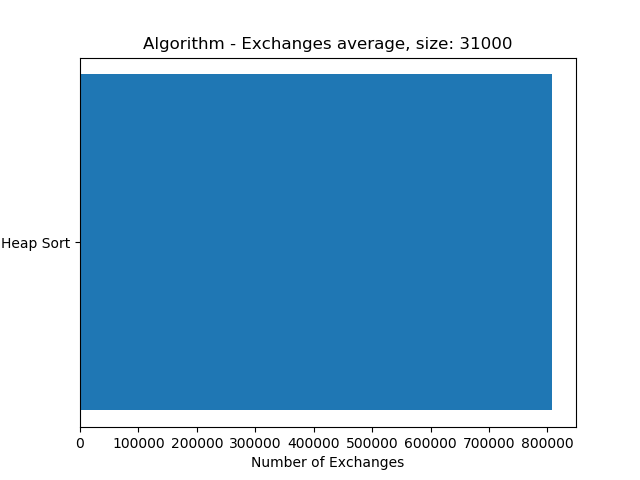 Algorithm - Exchanges average, size: 31000
Heap Sort
0 100000 200000 300000 400000 500000 600000 700000 800000
Number of Exchanges